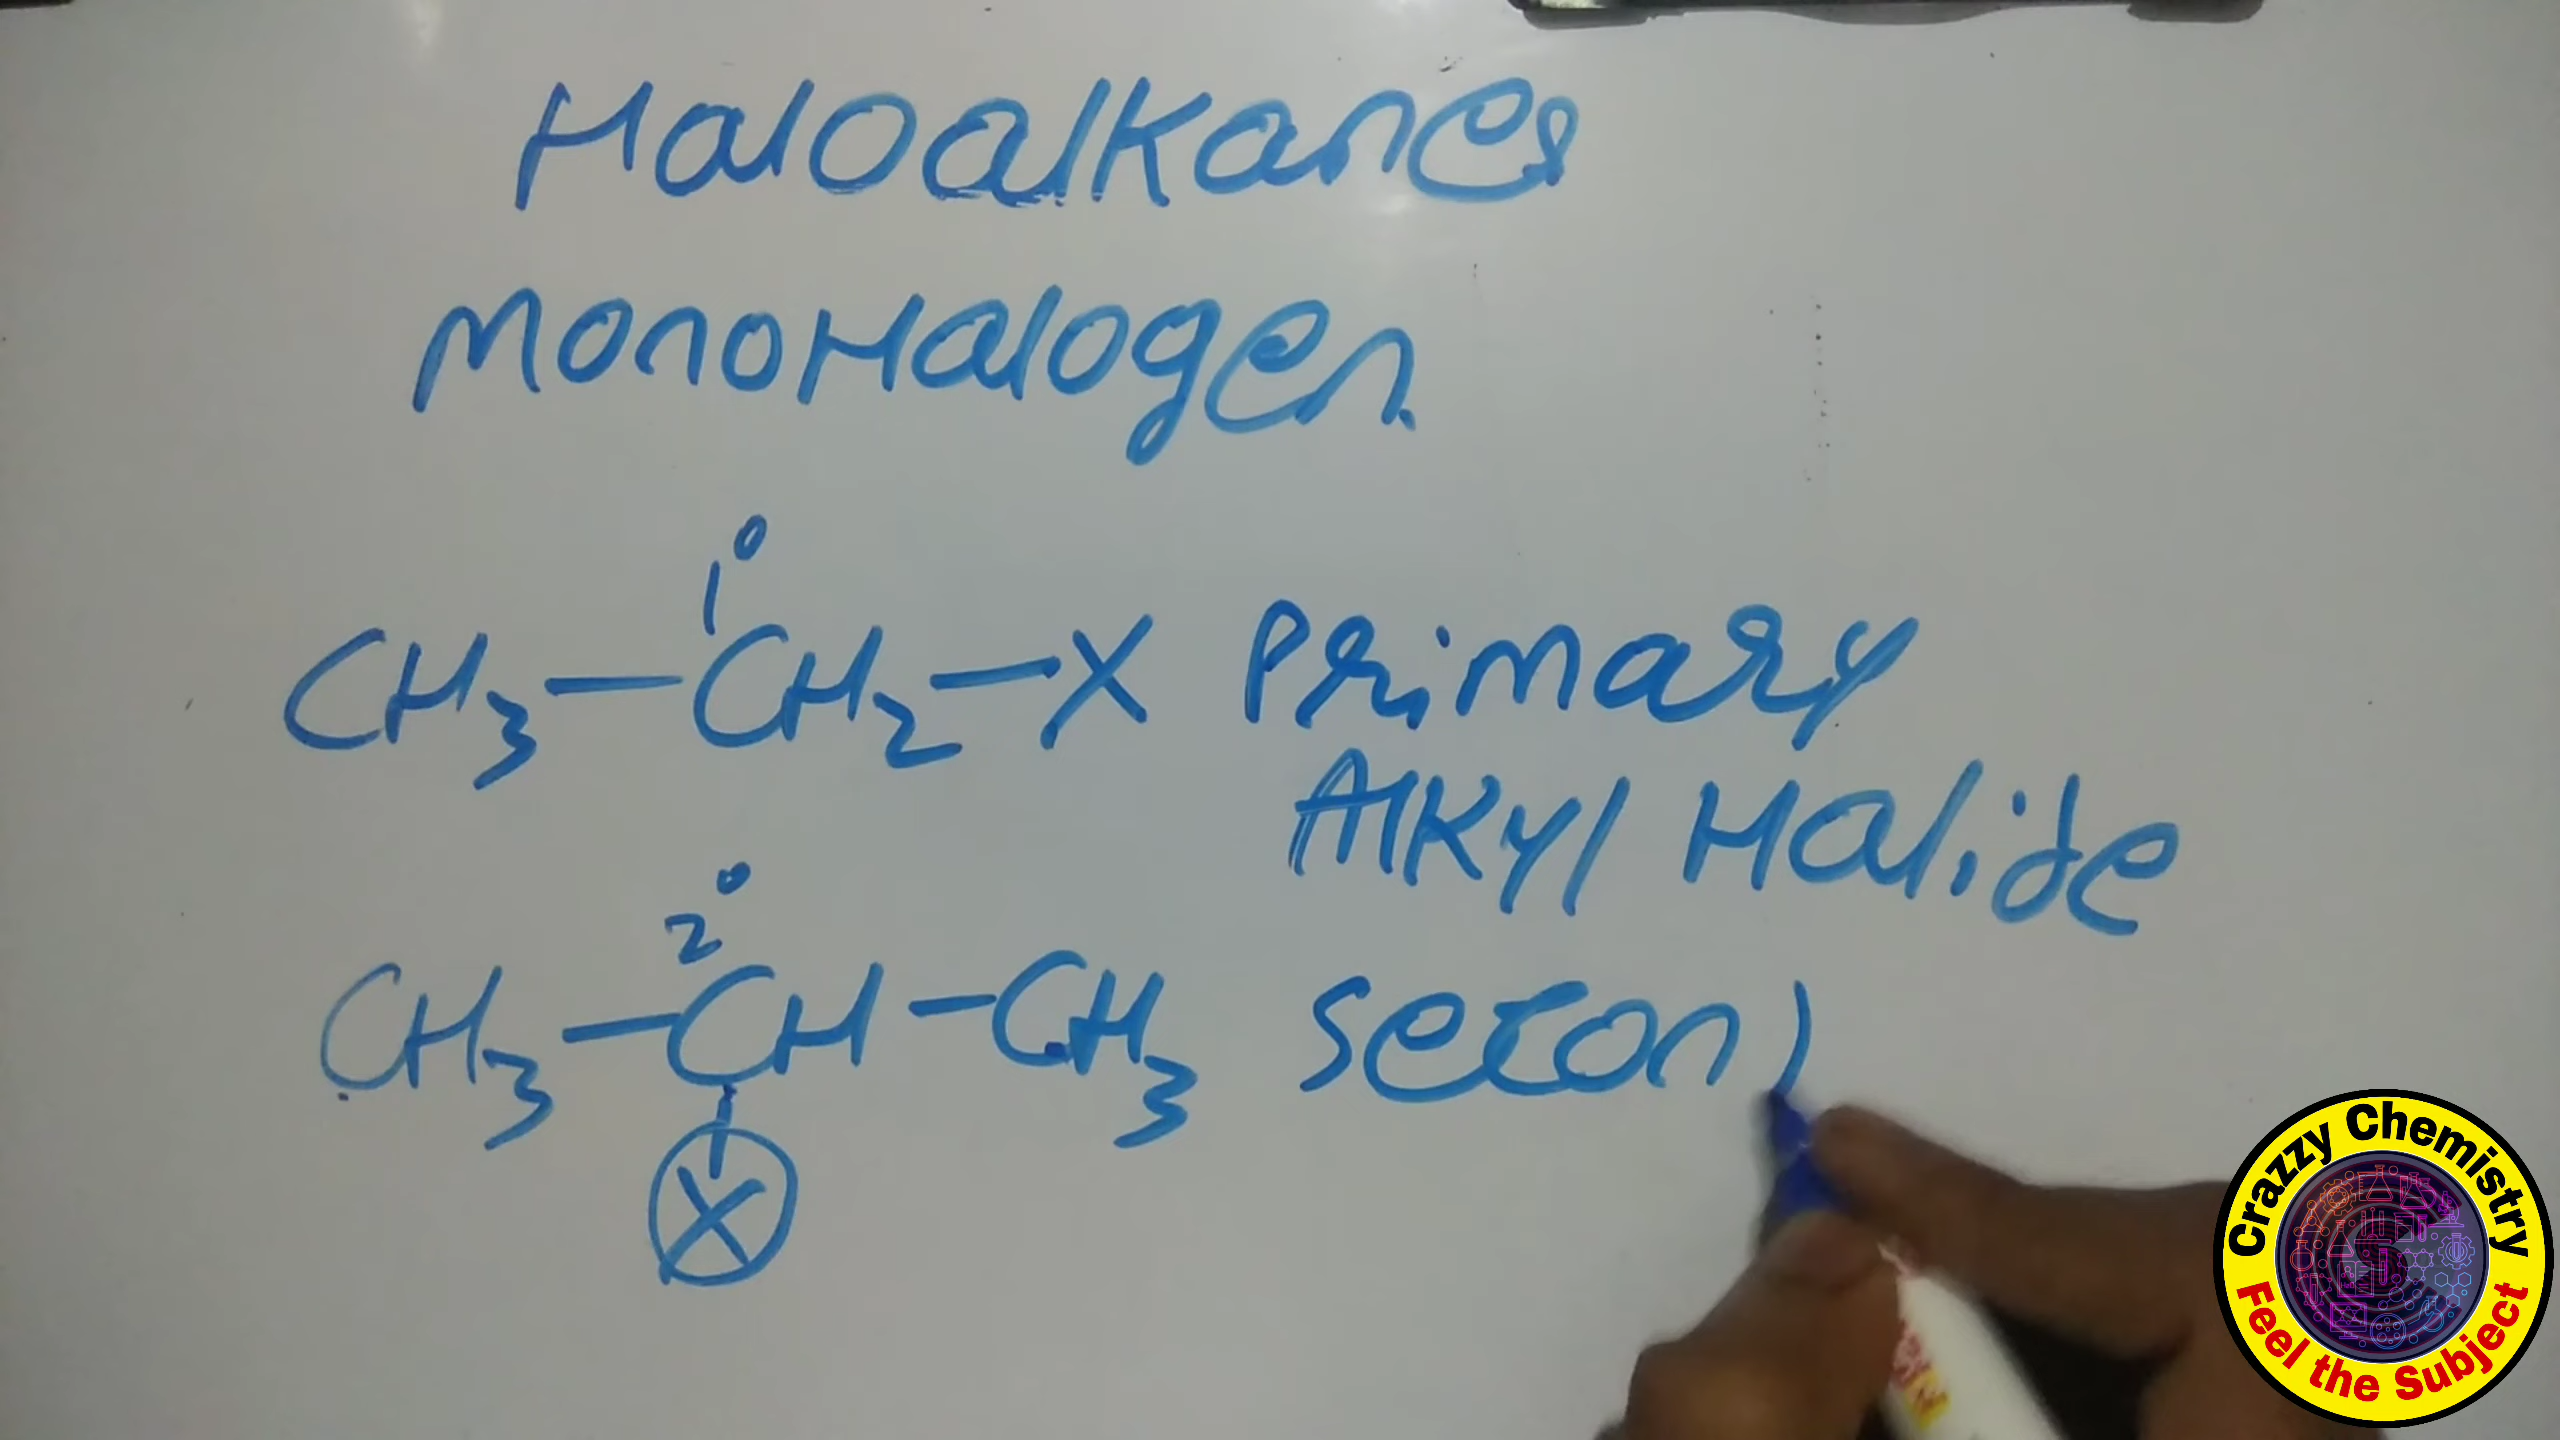 Haloalkanes
MonoHalogen
1°
CH3—CH2—X Primary
Alkyl Halide
2°
CH3—CH—CH3 Secon
X
Crazzy Chemistry
Feel the Subject